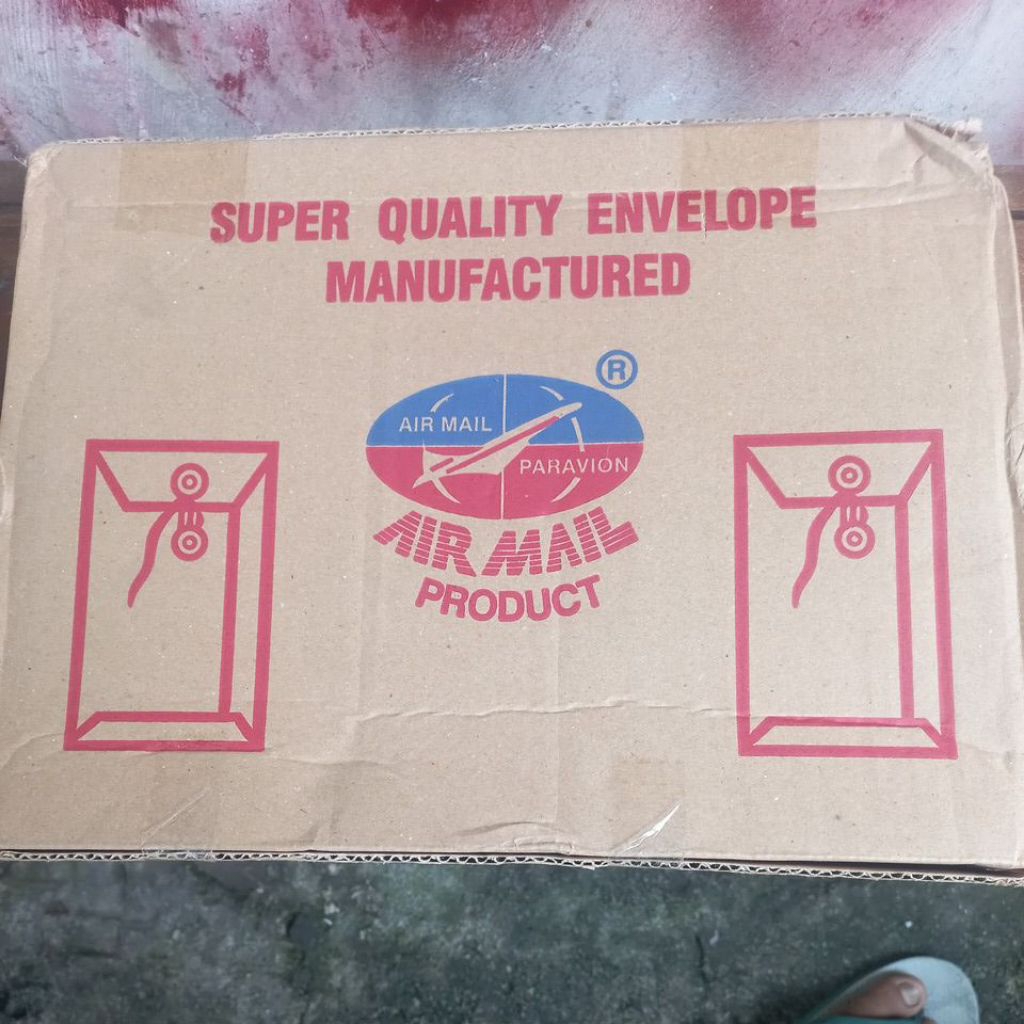 SUPER QUALITY ENVELOPE
MANUFACTURED
®
AIR MAIL
PARAVION
AIR MAIL
PRODUCT